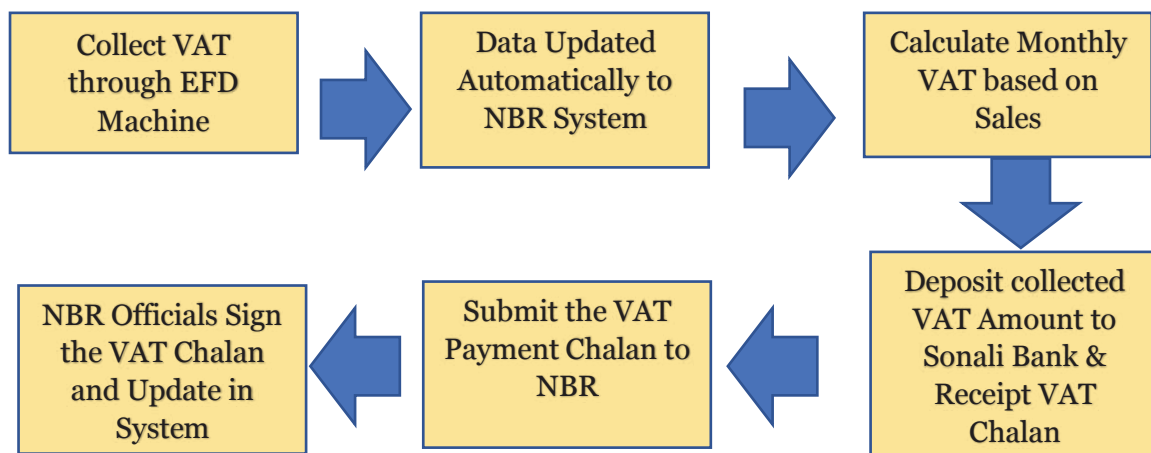 Collect VAT
through EFD
Machine
Data Updated
Automatically to
NBR System
Calculate Monthly
VAT based on
Sales
Deposit collected
VAT Amount to
Sonali Bank &
Receipt VAT
Chalan
Submit the VAT
Payment Chalan to
NBR
NBR Officials Sign
the VAT Chalan
and Update in
System